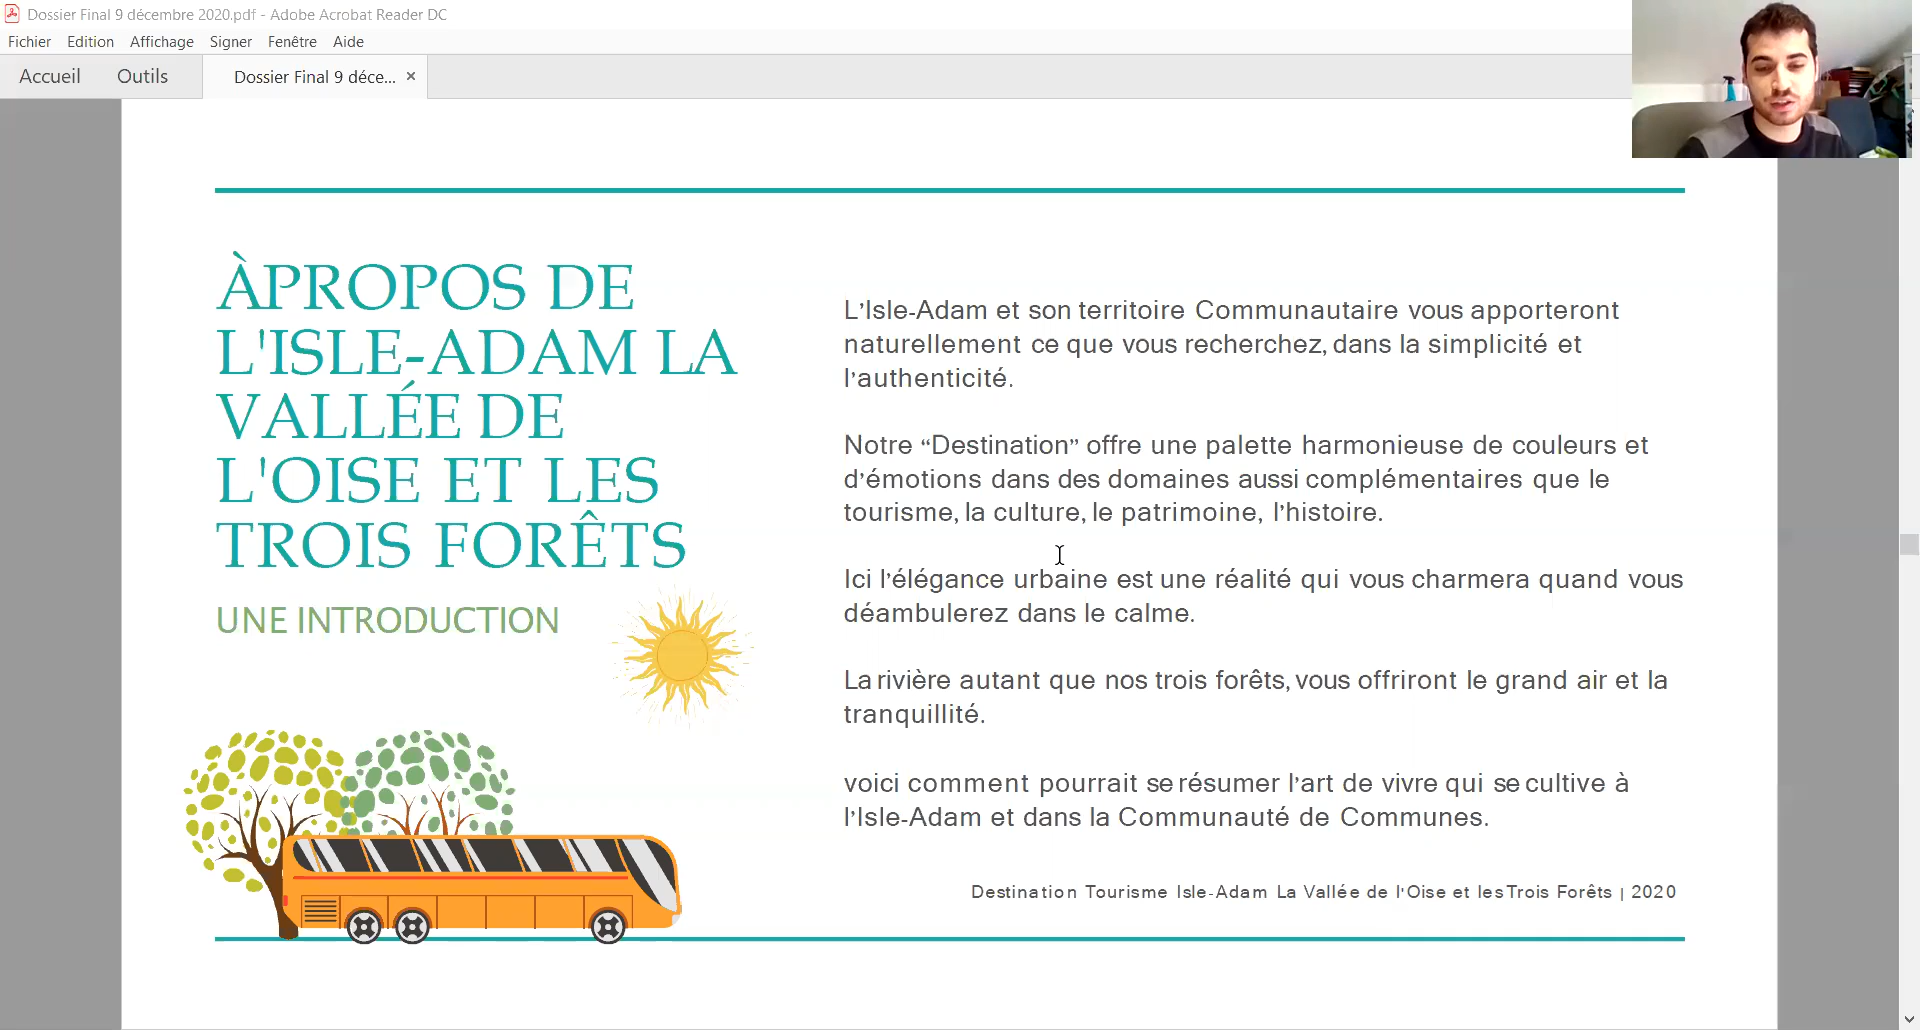 Dossier Final 9 décembre 2020.pdf - Adobe Acrobat Reader DC
Fichier Edition Affichage Signer Fenêtre Aide
Accueil Outils Dossier Final 9 déce... ×
ÀPROPOS DE
L'ISLE-ADAM LA
VALLÉE DE
L'OISE ET LES
TROIS FORÊTS
UNE INTRODUCTION
L’Isle-Adam et son territoire Communautaire vous apporteront
naturellement ce que vous recherchez, dans la simplicité et
l’authenticité.
Notre “Destination” offre une palette harmonieuse de couleurs et
d’émotions dans des domaines aussi complémentaires que le
tourisme, la culture, le patrimoine, l’histoire.
Ici l’élégance urbaine est une réalité qui vous charmera quand vous
déambulerez dans le calme.
La rivière autant que nos trois forêts, vous offriront le grand air et la
tranquillité.
voici comment pourrait se résumer l’art de vivre qui se cultive à
l’Isle-Adam et dans la Communauté de Communes.
Destination Tourisme Isle-Adam La Vallée de l'Oise et les Trois Forêts | 2020